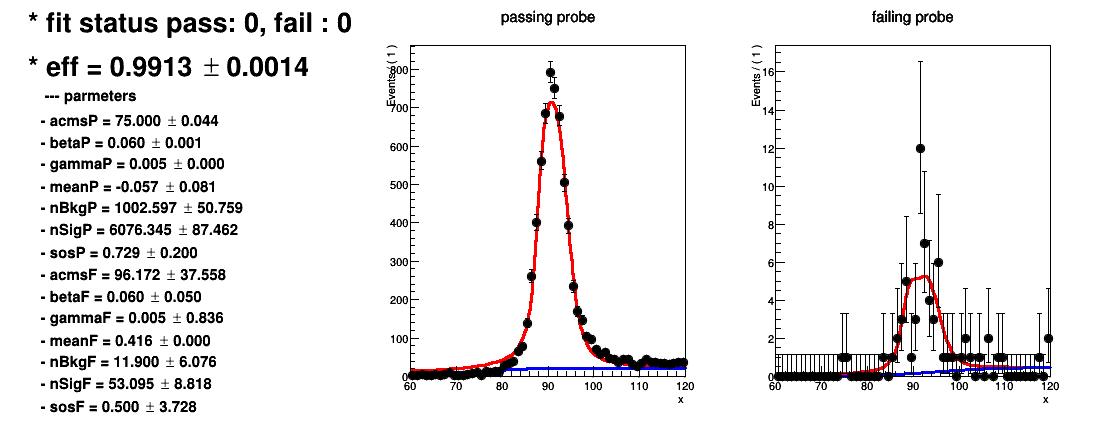 * fit status pass: 0, fail : 0
* eff = 0.9913 ± 0.0014
--- parmeters
- acmsP = 75.000 ± 0.044
- betaP = 0.060 ± 0.001
- gammaP = 0.005 ± 0.000
- meanP = -0.057 ± 0.081
- nBkgP = 1002.597 ± 50.759
- nSigP = 6076.345 ± 87.462
- sosP = 0.729 ± 0.200
- acmsF = 96.172 ± 37.558
- betaF = 0.060 ± 0.050
- gammaF = 0.005 ± 0.836
- meanF = 0.416 ± 0.000
- nBkgF = 11.900 ± 6.076
- nSigF = 53.095 ± 8.818
- sosF = 0.500 ± 3.728
passing probe
Events / ( 1 )
800
700
600
500
400
300
200
100
0
60 70 80 90 100 110 120
x
failing probe
Events / ( 1 )
16
14
12
10
8
6
4
2
0
60 70 80 90 100 110 120
x